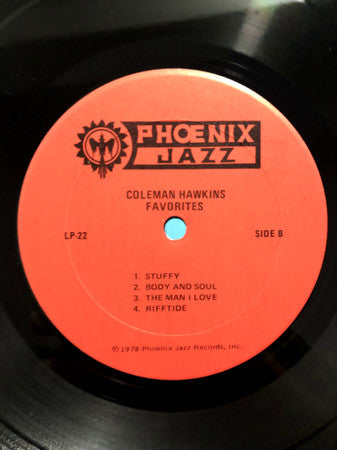 PHOENIX
JAZZ
COLEMAN HAWKINS
FAVORITES
LP-22
SIDE B
1. STUFFY
2. BODY AND SOUL
3. THE MAN I LOVE
4. RIFFTIDE
℗ 1978 Phoenix Jazz Records, Inc.